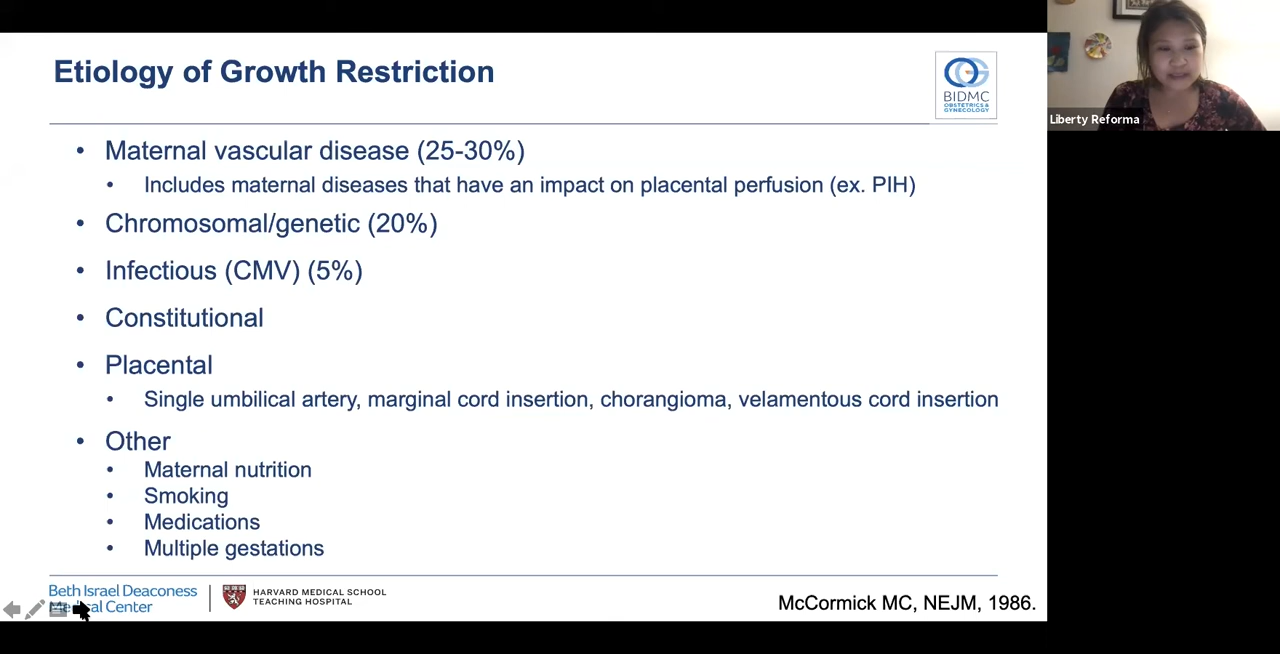 Etiology of Growth Restriction
BIDMC
OBSTETRICS &
GYNECOLOGY
Liberty Reforma
• Maternal vascular disease (25-30%)
• Includes maternal diseases that have an impact on placental perfusion (ex. PIH)
• Chromosomal/genetic (20%)
• Infectious (CMV) (5%)
• Constitutional
• Placental
• Single umbilical artery, marginal cord insertion, chorangioma, velamentous cord insertion
• Other
• Maternal nutrition
• Smoking
• Medications
• Multiple gestations
Beth Israel Deaconess
Medical Center
HARVARD MEDICAL SCHOOL
TEACHING HOSPITAL
McCormick MC, NEJM, 1986.